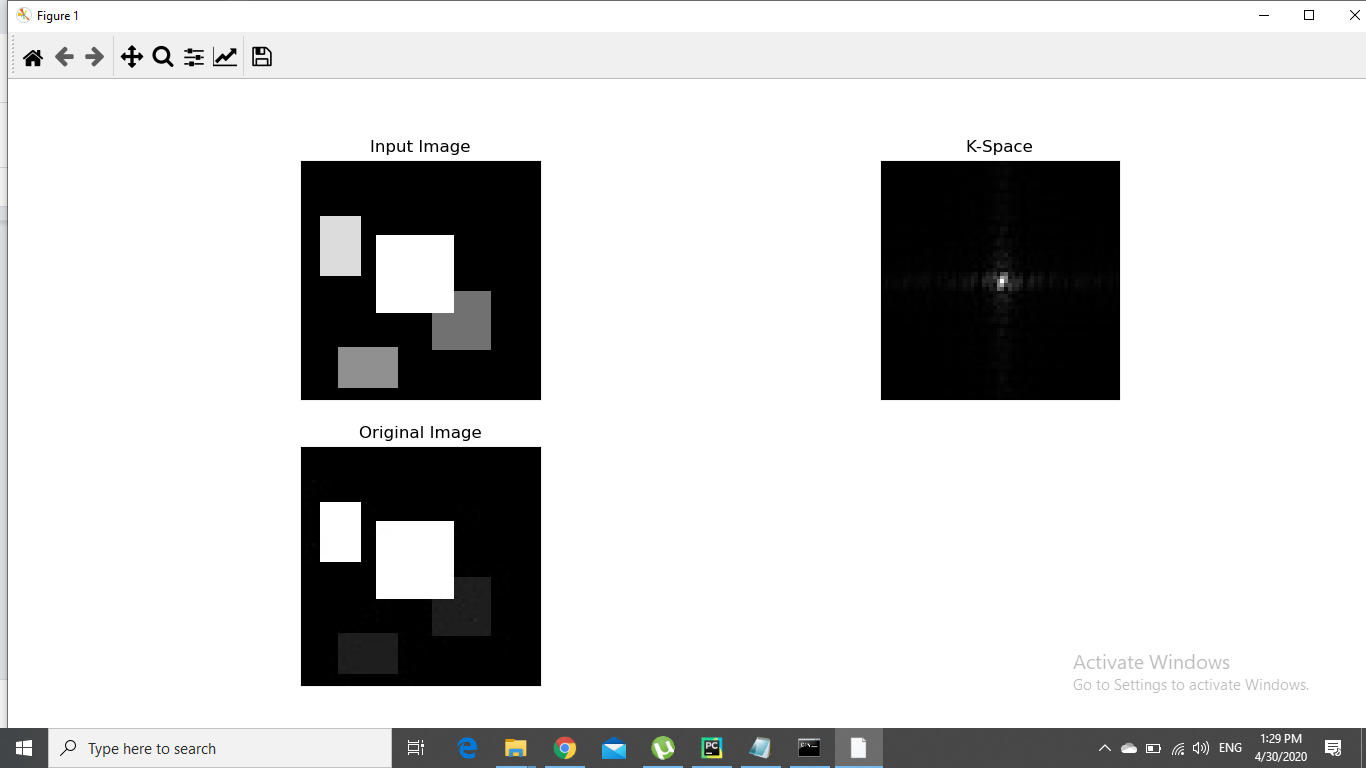 Figure 1
Input Image
K-Space
Original Image
Activate Windows
Go to Settings to activate Windows.
Type here to search
PC
C:\.
ENG
1:29 PM
4/30/2020